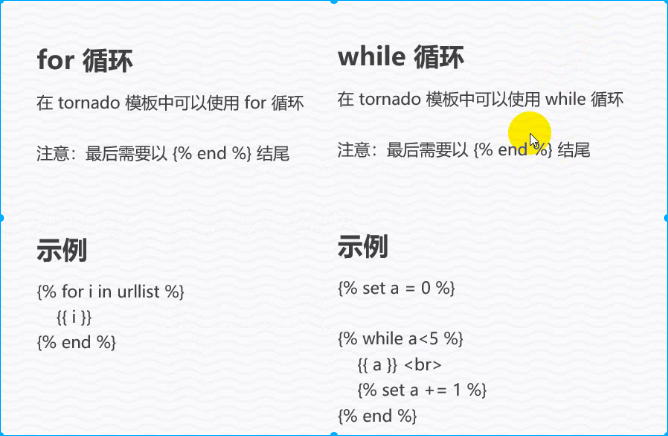 for 循环
在 tornado 模板中可以使用 for 循环
注意：最后需要以 {% end %} 结尾
示例
{% for i in urllist %}
{{ i }}
{% end %}
while 循环
在 tornado 模板中可以使用 while 循环
注意：最后需要以 {% end %} 结尾
示例
{% set a = 0 %}
{% while a<5 %}
{{ a }} <br>
{% set a += 1 %}
{% end %}